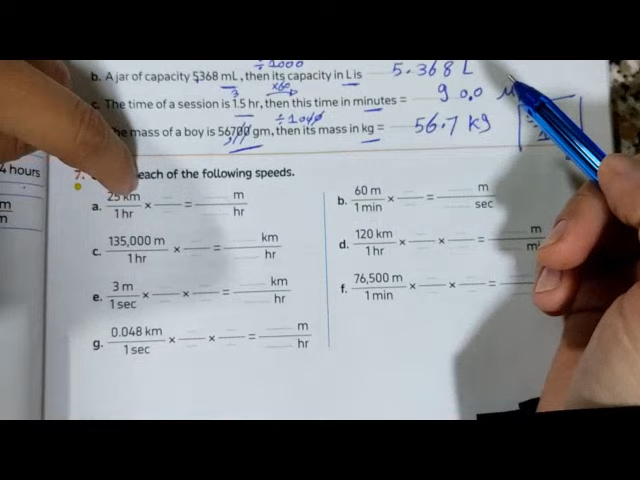 ÷1000
b. A jar of capacity 5368 mL, then its capacity in L is 5.368 L
×60
c. The time of a session is 1.5 hr, then this time in minutes = 90.0
÷1000
the mass of a boy is 56700 gm, then its mass in kg = 56.7 kg
4 hours
m
m
7. each of the following speeds.
a. 25 km / 1 hr × = m / hr
b. 60 m / 1 min × = m / sec
c. 135,000 m / 1 hr × = km / hr
d. 120 km / 1 hr × × = m
e. 3 m / 1 sec × × = km / hr
f. 76,500 m / 1 min × × =
g. 0.048 km / 1 sec × × = m / hr